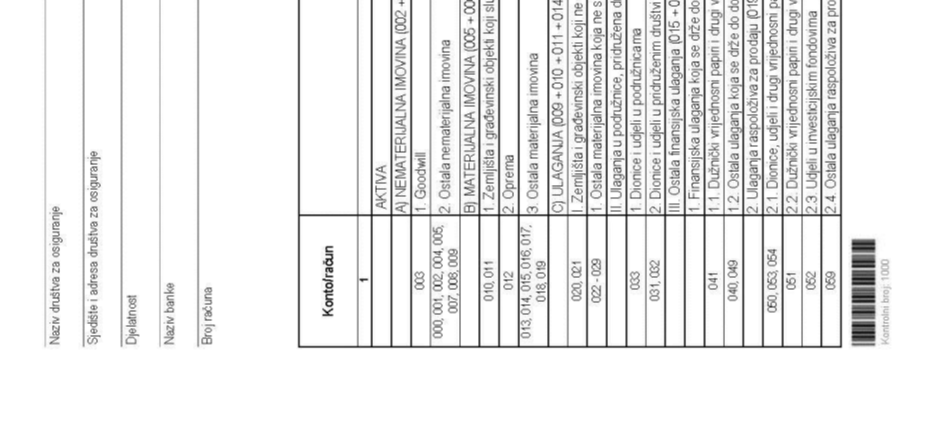 Naziv društva za osiguranje
Sjedište i adresa društva za osiguranje
Djelatnost
Naziv banke
Broj računa
Konto/račun
1
AKTIVA
A) NEMATERIJALNA IMOVINA (002 +
003 1. Goodwill
000, 001, 002, 004, 005,
007, 008, 009 2. Ostala nematerijalna imovina
B) MATERIJALNA IMOVINA (005 + 00
010, 011 1. Zemljišta i građevinski objekti koji slu
012 2. Oprema
013, 014, 015, 016, 017,
018, 019 3. Ostala materijalna imovina
C) ULAGANJA (009 + 010 + 011 + 014
020, 021 I. Zemljišta i građevinski objekti koji ne
022 - 029 1. Ostala materijalna imovina koja ne s
II. Ulaganja u podružnice, pridružena d
033 1. Dionice i udjeli u podružnicama
031, 032 2. Dionice i udjeli u pridruženim društvi
III. Ostala finansijska ulaganja (015 + 0
1. Finansijska ulaganja koja se drže do
041 1.1. Dužnički vrijednosni papiri i drugi v
040, 049 1.2. Ostala ulaganja koja se drže do do
2. Ulaganja raspoloživa za prodaju (019
050, 053, 054 2.1. Dionice, udjeli i drugi vrijednosni pa
051 2.2. Dužnički vrijednosni papiri i drugi v
052 2.3. Udjeli u investicijskim fondovima
059 2.4. Ostala ulaganja raspoloživa za pro
Kontrolni broj: 1000